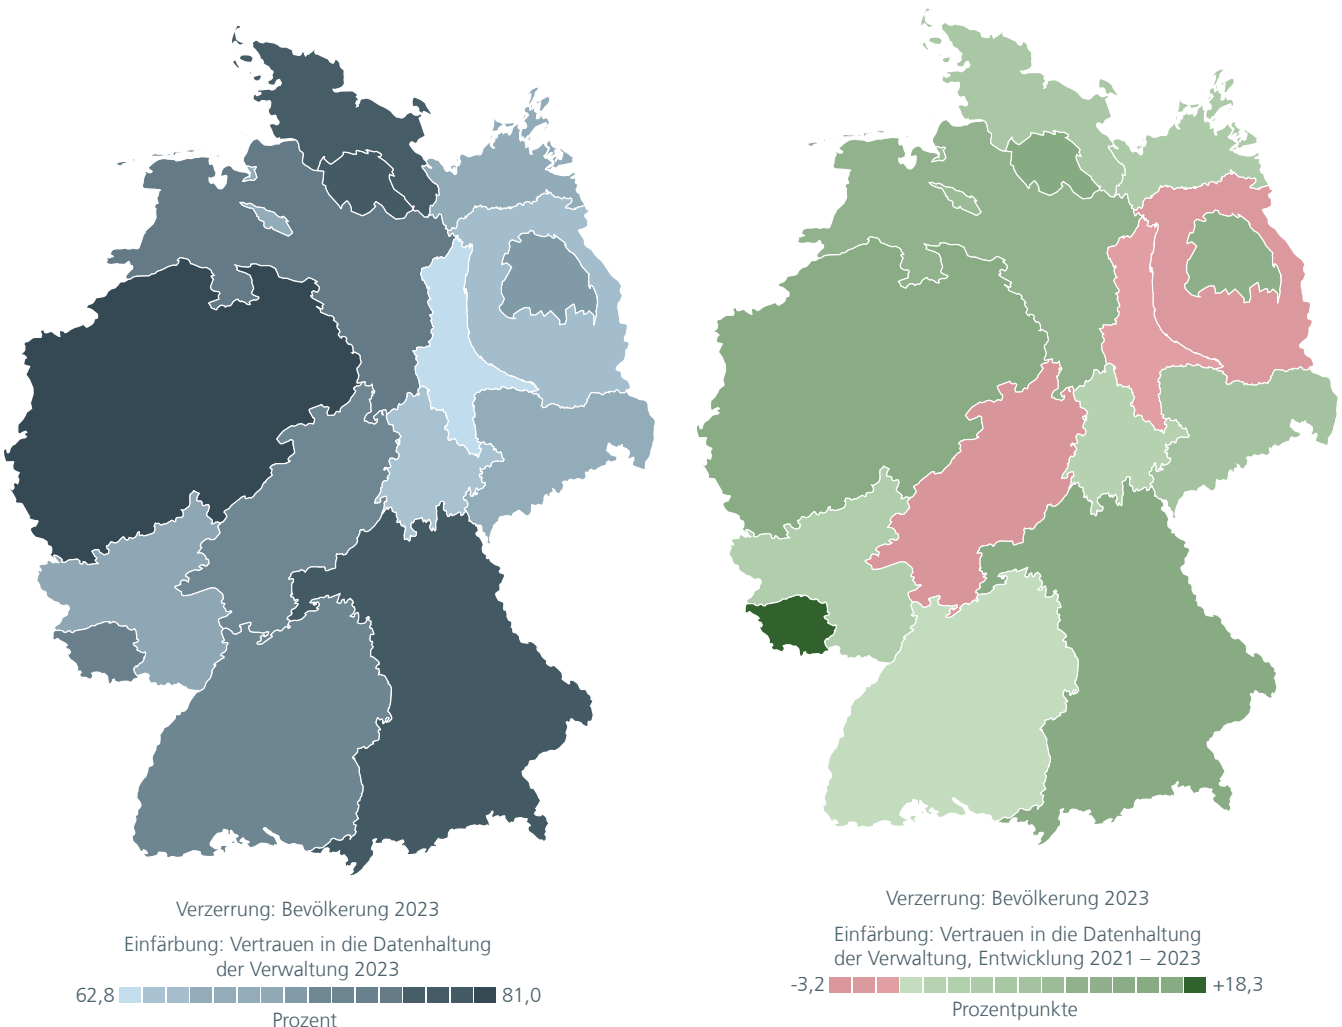 Verzerrung: Bevölkerung 2023
Einfärbung: Vertrauen in die Datenhaltung
der Verwaltung 2023
62,8 81,0
Prozent
Verzerrung: Bevölkerung 2023
Einfärbung: Vertrauen in die Datenhaltung
der Verwaltung, Entwicklung 2021 – 2023
-3,2 +18,3
Prozentpunkte